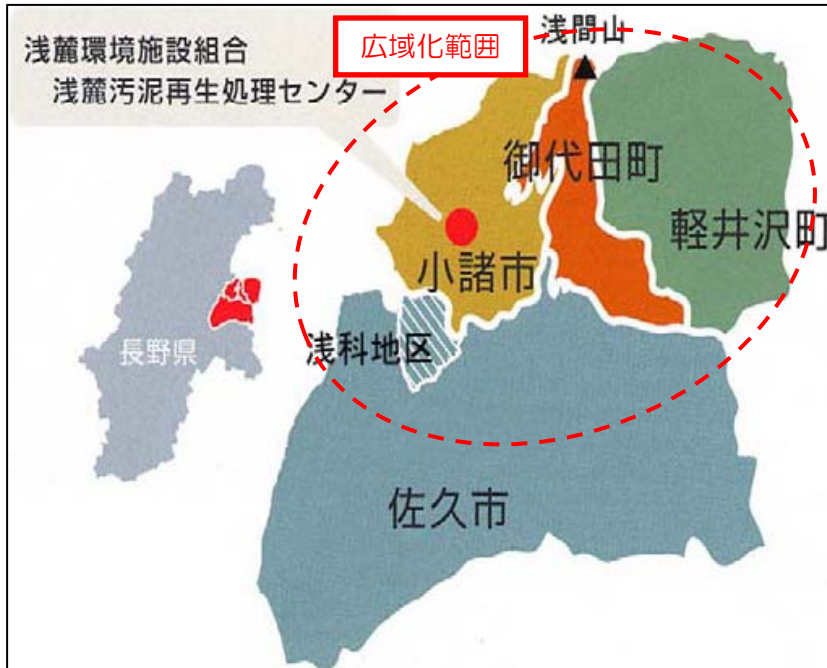 浅麓環境施設組合
浅麓汚泥再生処理センター
広域化範囲
浅間山
御代田町
軽井沢町
小諸市
浅科地区
長野県
佐久市